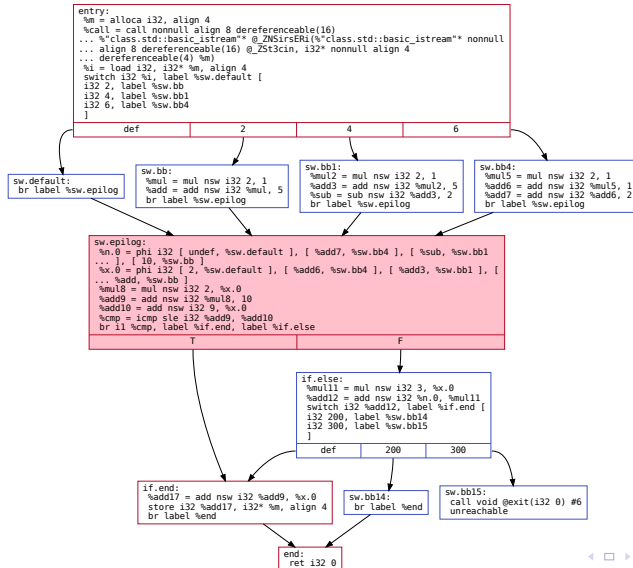 entry:
%m = alloca i32, align 4
%call = call nonnull align 8 dereferenceable(16)
... %"class.std::basic_istream"* @_ZNSirsERi(%"class.std::basic_istream"* nonnull
... align 8 dereferenceable(16) @_ZSt3cin, i32* nonnull align 4
... dereferenceable(4) %m)
%i = load i32, i32* %m, align 4
switch i32 %i, label %sw.default [
i32 2, label %sw.bb
i32 4, label %sw.bb1
i32 6, label %sw.bb4
]
def 2 4 6
sw.default:
br label %sw.epilog
sw.bb:
%mul = mul nsw i32 2, 1
%add = add nsw i32 %mul, 5
br label %sw.epilog
sw.bb1:
%mul2 = mul nsw i32 2, 1
%add3 = add nsw i32 %mul2, 5
%sub = sub nsw i32 %add3, 2
br label %sw.epilog
sw.bb4:
%mul5 = mul nsw i32 2, 1
%add6 = add nsw i32 %mul5, 1
%add7 = add nsw i32 %add6, 2
br label %sw.epilog
sw.epilog:
%n.0 = phi i32 [ undef, %sw.default ], [ %add7, %sw.bb4 ], [ %sub, %sw.bb1
... ], [ 10, %sw.bb ]
%x.0 = phi i32 [ 2, %sw.default ], [ %add6, %sw.bb4 ], [ %add3, %sw.bb1 ], [
... %add, %sw.bb ]
%mul8 = mul nsw i32 2, %x.0
%add9 = add nsw i32 %mul8, 10
%add10 = add nsw i32 9, %x.0
%cmp = icmp sle i32 %add9, %add10
br i1 %cmp, label %if.end, label %if.else
T F
if.else:
%mul11 = mul nsw i32 3, %x.0
%add12 = add nsw i32 %n.0, %mul11
switch i32 %add12, label %if.end [
i32 200, label %sw.bb14
i32 300, label %sw.bb15
]
def 200 300
if.end:
%add17 = add nsw i32 %add9, %x.0
store i32 %add17, i32* %m, align 4
br label %end
sw.bb14:
br label %end
sw.bb15:
call void @exit(i32 0) #6
unreachable
end:
ret i32 0